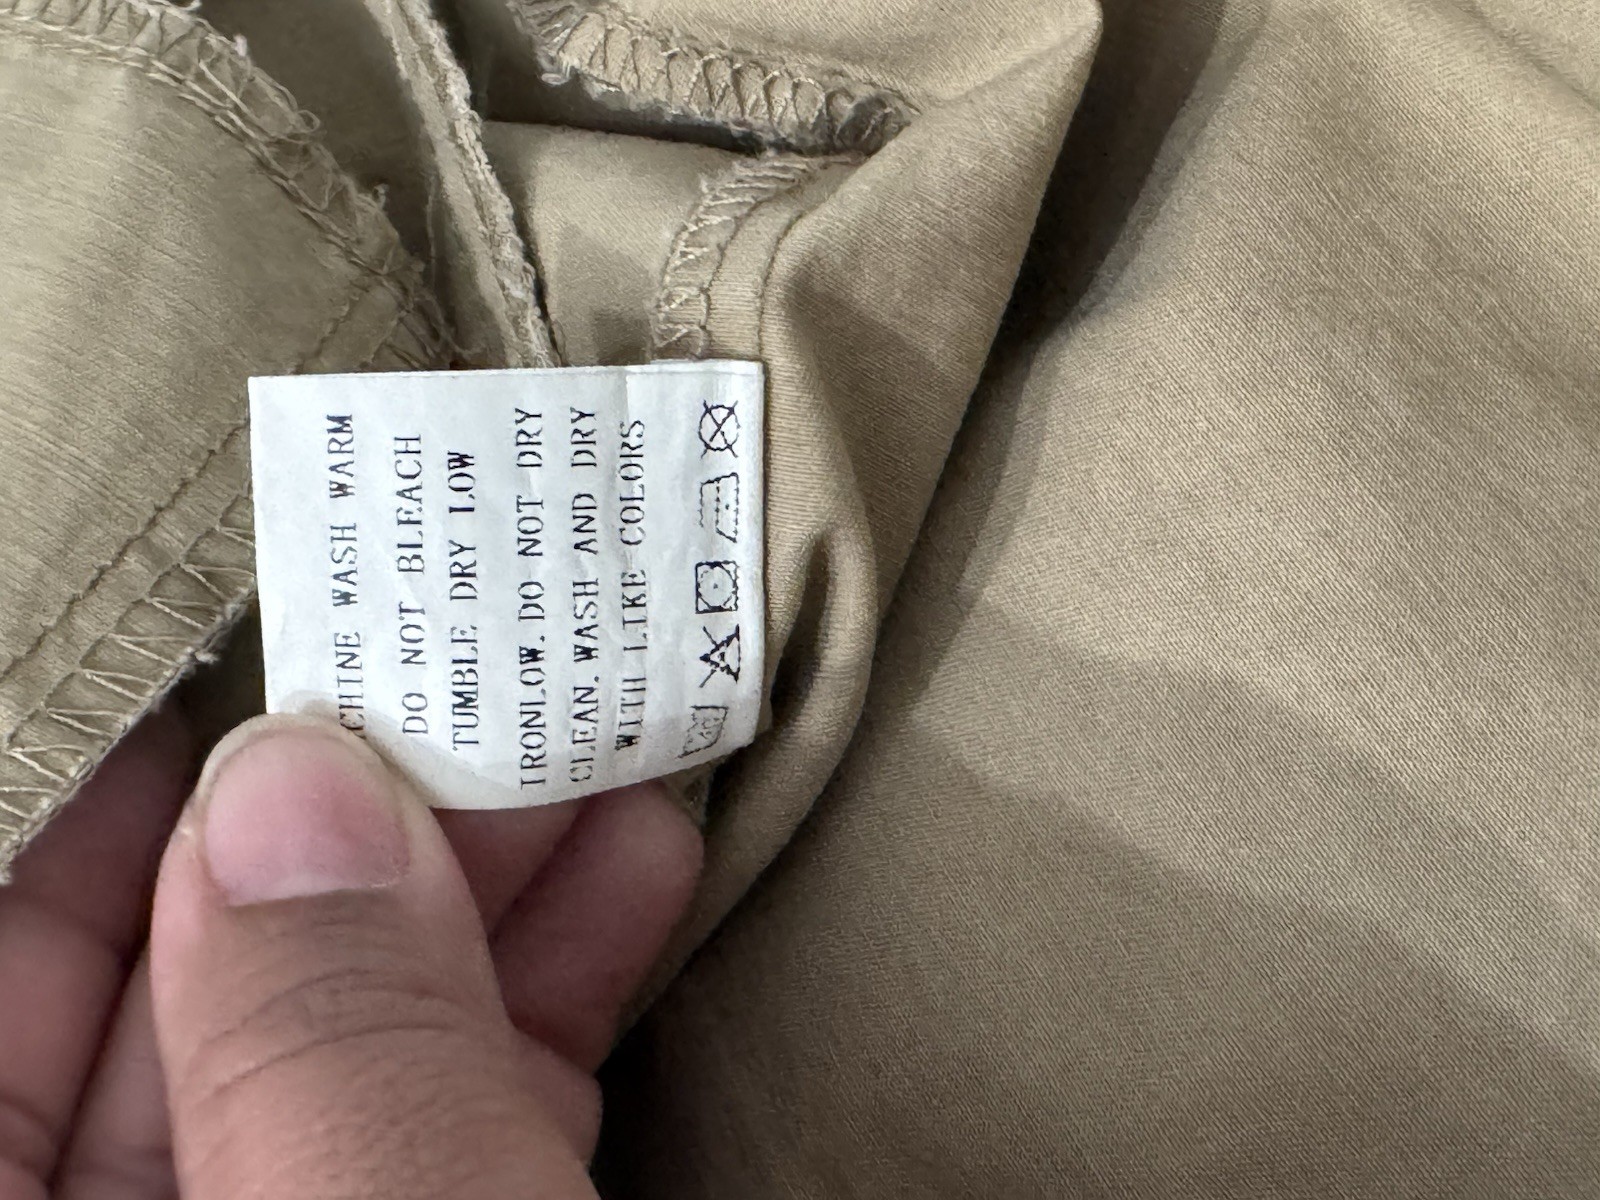 CHINE WASH WARM
DO NOT BLEACH
TUMBLE DRY LOW
IRONLOW. DO NOT DRY
CLEAN. WASH AND DRY
WITH LIKE COLORS